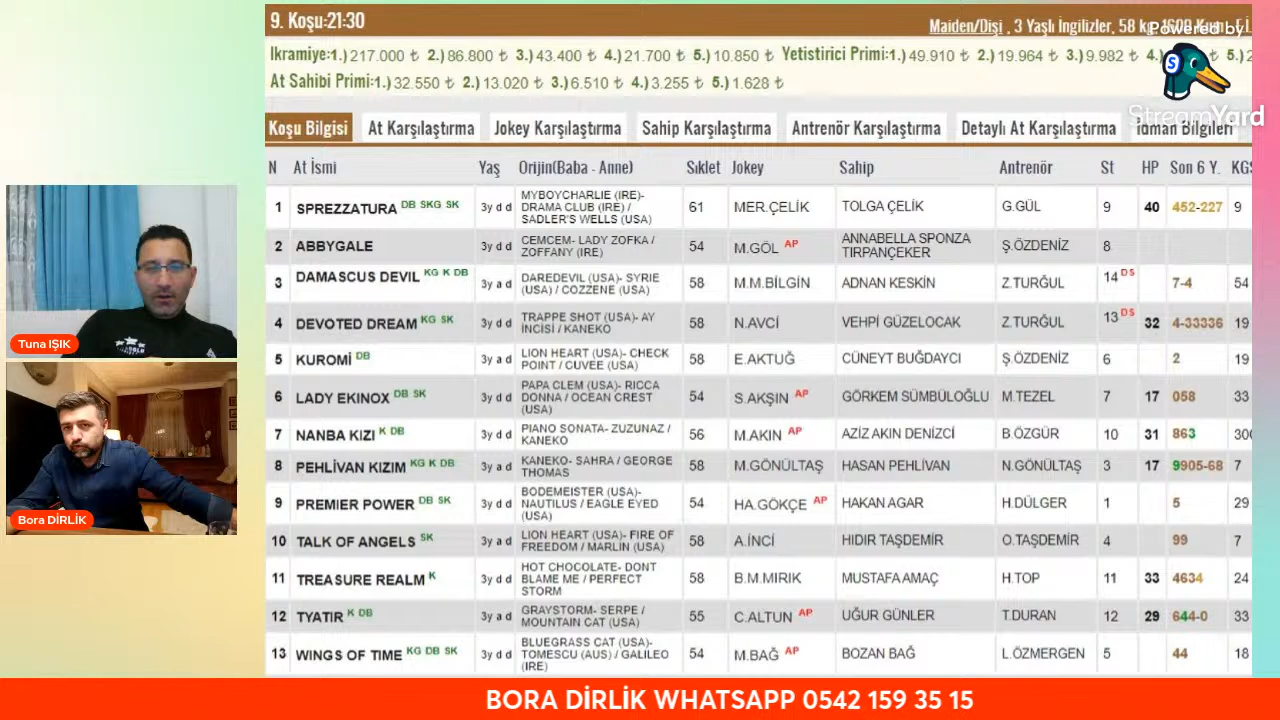 9. Koşu:21:30
Maiden/Dişi , 3 Yaşlı İngilizler, 58 kg
Powered by
StreamYard
İkramiye:1.) 217.000 ₺ 2.) 86.800 ₺ 3.) 43.400 ₺ 4.) 21.700 ₺ 5.) 10.850 ₺ Yetistirici Primi:1.) 49.910 ₺ 2.) 19.964 ₺ 3.) 9.982 ₺ 5.)
At Sahibi Primi:1.) 32.550 ₺ 2.) 13.020 ₺ 3.) 6.510 ₺ 4.) 3.255 ₺ 5.) 1.628 ₺
Koşu Bilgisi At Karşılaştırma Jokey Karşılaştırma Sahip Karşılaştırma Antrenör Karşılaştırma Detaylı At Karşılaştırma İdman Bilgileri
N At İsmi Yaş Orijin(Baba - Anne) Sıklet Jokey Sahip Antrenör St HP Son 6 Y. KGS
1 SPREZZATURA DB SKG SK 3y d d MYBOYCHARLIE (IRE)- DRAMA CLUB (IRE) / SADLER'S WELLS (USA) 61 MER.ÇELİK TOLGA ÇELİK G.GÜL 9 40 452-227 9
2 ABBYGALE 3y d d CEMCEM- LADY ZOFKA / ZOFFANY (IRE) 54 M.GÖL AP ANNABELLA SPONZA TIRPANÇEKER Ş.ÖZDENİZ 8
3 DAMASCUS DEVIL KG K DB 3y a d DAREDEVIL (USA)- SYRIE (USA) / COZZENE (USA) 58 M.M.BİLGİN ADNAN KESKİN Z.TURĞUL 14 DS 7-4 54
4 DEVOTED DREAM KG SK 3y d d TRAPPE SHOT (USA)- AY İNCİSİ / KANEKO 58 N.AVCİ VEHPİ GÜZELOCAK Z.TURĞUL 13 DS 32 4-33336 19
5 KUROMİ DB 3y a d LION HEART (USA)- CHECK POINT / CUVEE (USA) 58 E.AKTUĞ CÜNEYT BUĞDAYCI Ş.ÖZDENİZ 6 2 19
6 LADY EKINOX DB SK 3y d d PAPA CLEM (USA)- RICCA DONNA / OCEAN CREST (USA) 54 S.AKŞIN AP GÖRKEM SÜMBÜLOĞLU M.TEZEL 7 17 058 33
7 NANBA KIZI K DB 3y d d PIANO SONATA- ZUZUNAZ / KANEKO 56 M.AKIN AP AZİZ AKIN DENİZCİ B.ÖZGÜR 10 31 863 300
8 PEHLİVAN KIZIM KG K DB 3y a d KANEKO- SAHRA / GEORGE THOMAS 58 M.GÖNÜLTAŞ HASAN PEHLİVAN N.GÖNÜLTAŞ 3 17 9905-68 7
9 PREMIER POWER DB SK 3y d d BODEMEISTER (USA)- NAUTILUS / EAGLE EYED (USA) 54 HA.GÖKÇE AP HAKAN AGAR H.DÜLGER 1 5 29
10 TALK OF ANGELS SK 3y a d LION HEART (USA)- FIRE OF FREEDOM / MARLIN (USA) 58 A.İNCİ HIDIR TAŞDEMİR O.TAŞDEMİR 4 99 7
11 TREASURE REALM K 3y d d HOT CHOCOLATE- DONT BLAME ME / PERFECT STORM 58 B.M.MIRIK MUSTAFA AMAÇ H.TOP 11 33 4634 24
12 TYATIR K DB 3y a d GRAYSTORM- SERPE / MOUNTAIN CAT (USA) 55 C.ALTUN AP UĞUR GÜNLER T.DURAN 12 29 644-0 33
13 WINGS OF TIME KG DB SK 3y d d BLUEGRASS CAT (USA)- TOMESCU (AUS) / GALILEO (IRE) 54 M.BAĞ AP BOZAN BAĞ L.ÖZMERGEN 5 44 18
Tuna IŞIK
Bora DİRLİK
BORA DİRLİK WHATSAPP 0542 159 35 15